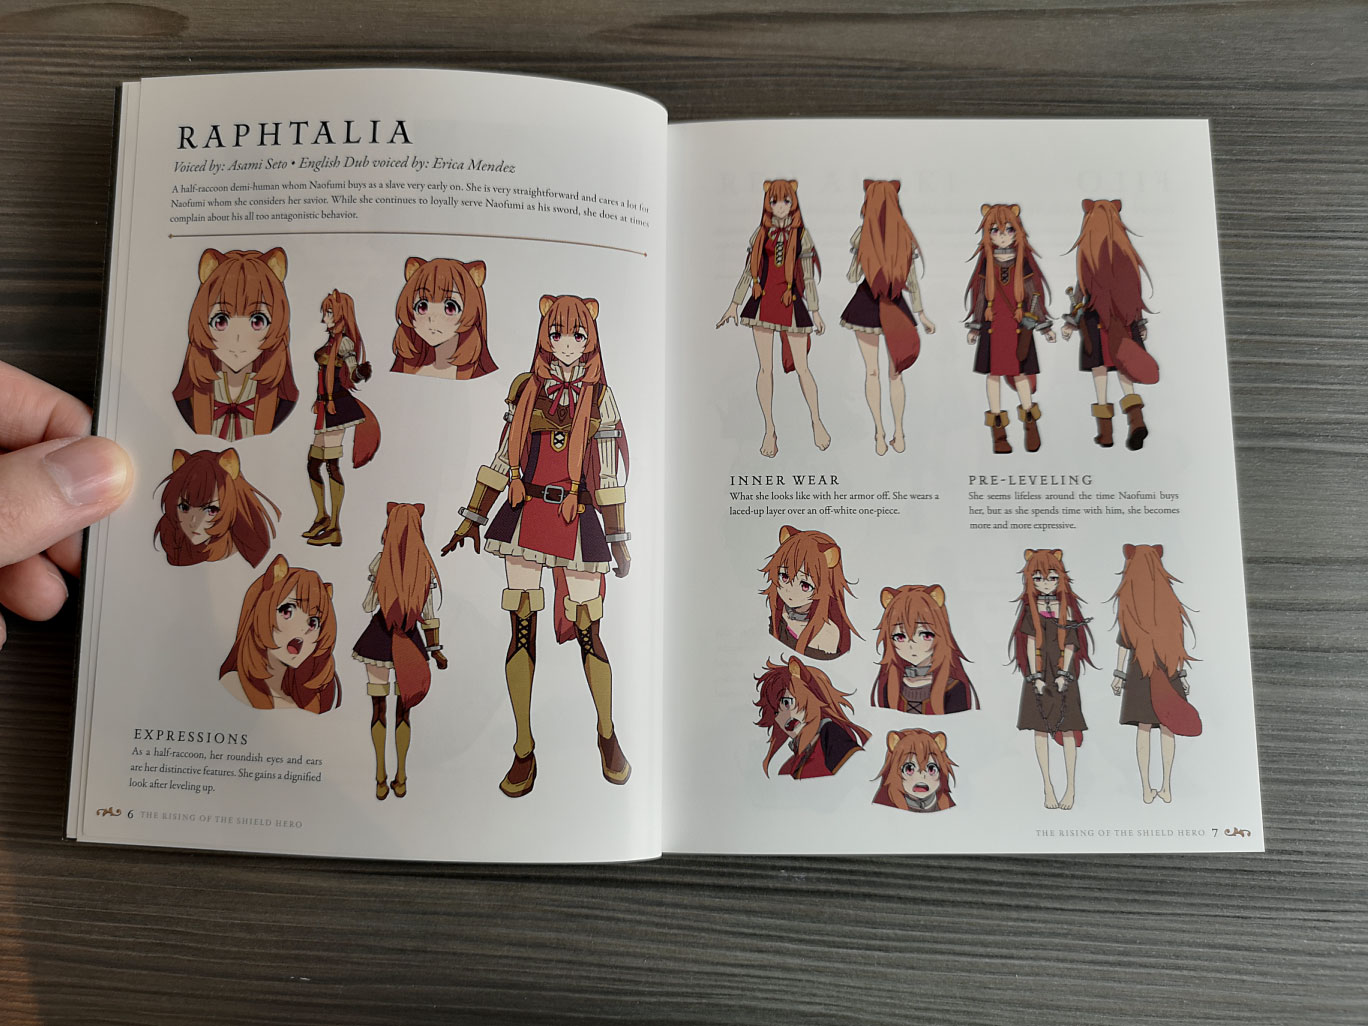 RAPHTALIA
Voiced by: Asami Seto • English Dub voiced by: Erica Mendez
A half-raccoon demi-human whom Naofumi buys as a slave very early on. She is very straightforward and cares a lot for
Naofumi whom she considers her savior. While she continues to loyally serve Naofumi as his sword, she does at times
complain about his all too antagonistic behavior.
EXPRESSIONS
As a half-raccoon, her roundish eyes and ears
are her distinctive features. She gains a dignified
look after leveling up.
6 THE RISING OF THE SHIELD HERO
INNER WEAR
What she looks like with her armor off. She wears a
laced-up layer over an off-white one-piece.
PRE-LEVELING
She seems lifeless around the time Naofumi buys
her, but as she spends time with him, she becomes
more and more expressive.
THE RISING OF THE SHIELD HERO 7